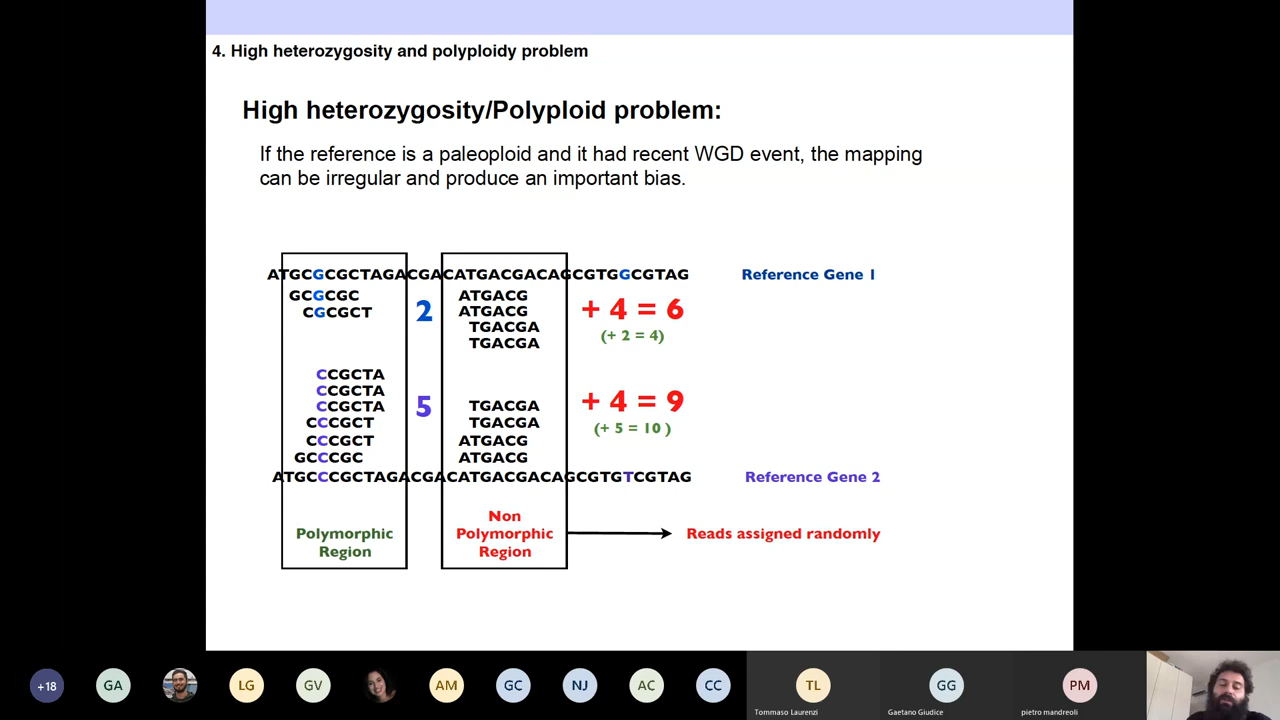 4. High heterozygosity and polyploidy problem
High heterozygosity/Polyploid problem:
If the reference is a paleoploid and it had recent WGD event, the mapping
can be irregular and produce an important bias.
ATGCGCGCTAGACGACATGACGACAGCGTGGCGTAG
Reference Gene 1
GCGCGC
CGCGCT
2
ATGACG
ATGACG
TGACGA
TGACGA
+ 4 = 6
(+ 2 = 4)
CCGCTA
CCGCTA
CCGCTA
CCCGCT
CCCGCT
GCCCGC
5
TGACGA
TGACGA
ATGACG
ATGACG
+ 4 = 9
(+ 5 = 10 )
ATGCCCGCTAGACGACATGACGACAGCGTGTCGTAG
Reference Gene 2
Polymorphic
Region
Non
Polymorphic
Region
Reads assigned randomly
+18
GA
LG
GV
AM
GC
NJ
AC
CC
TL
Tommaso Laurenzi
GG
Gaetano Giudice
PM
pietro mandreoli